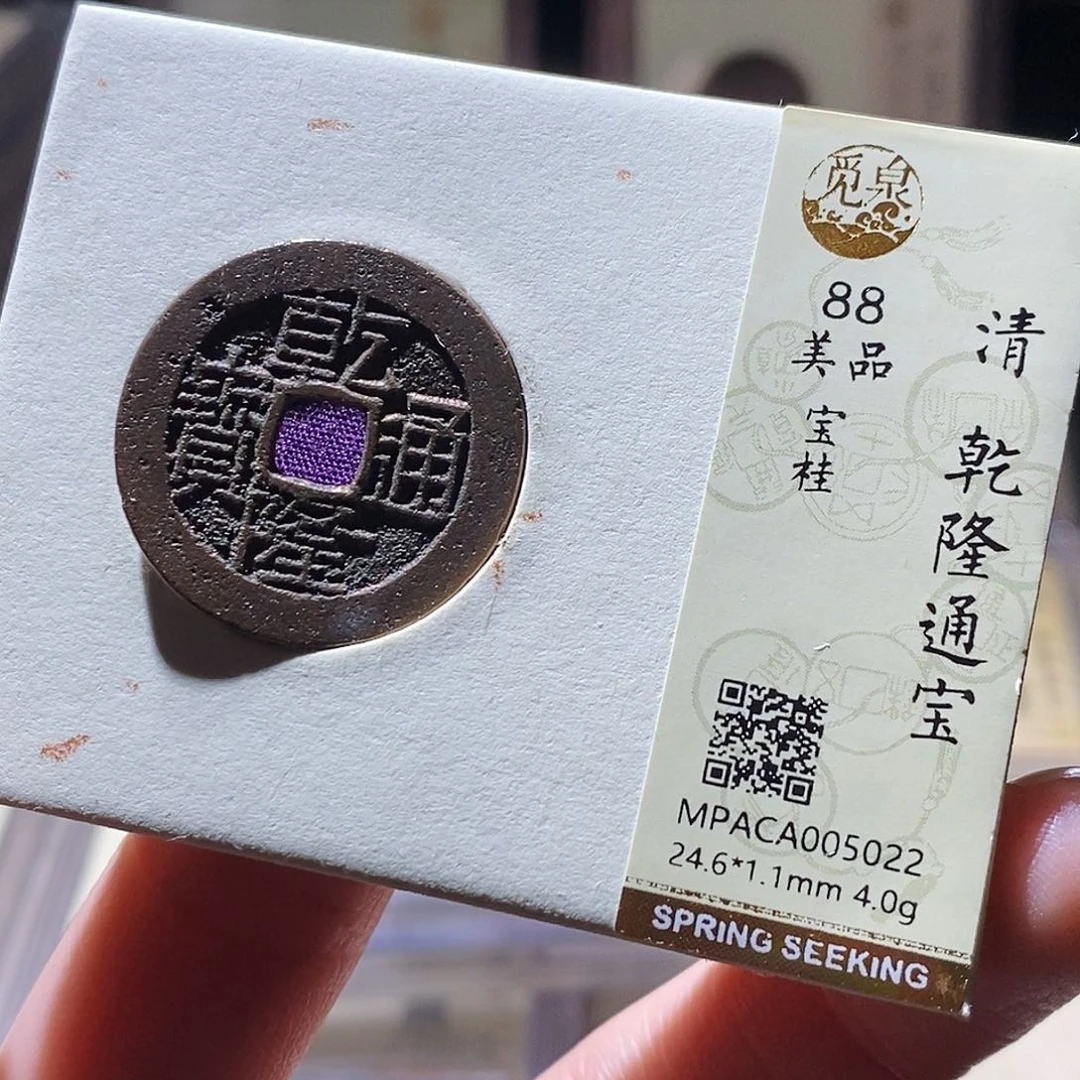 乾隆通寳
觅泉
88
美品
宝桂
清 乾隆通宝
MPACA005022
24.6*1.1mm 4.0g
SPRING SEEKING